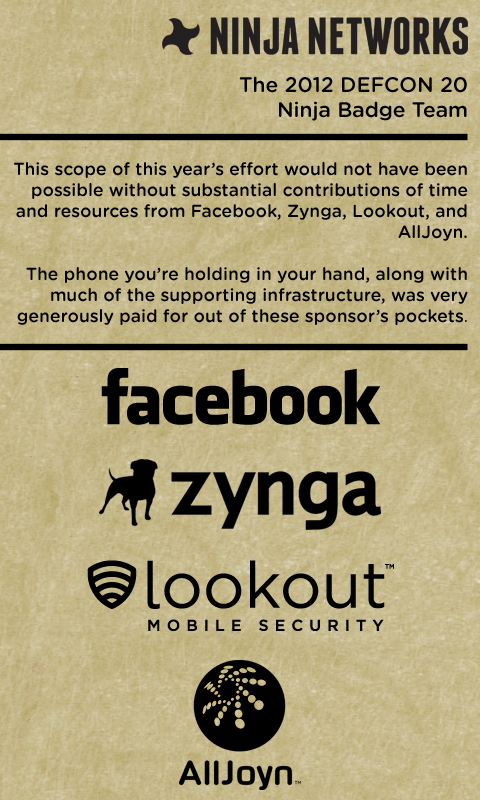 NINJA NETWORKS
The 2012 DEFCON 20
Ninja Badge Team
This scope of this year's effort would not have been
possible without substantial contributions of time
and resources from Facebook, Zynga, Lookout, and
AllJoyn.
The phone you're holding in your hand, along with
much of the supporting infrastructure, was very
generously paid for out of these sponsor's pockets.
facebook
zynga
lookout™
MOBILE SECURITY
AllJoyn™